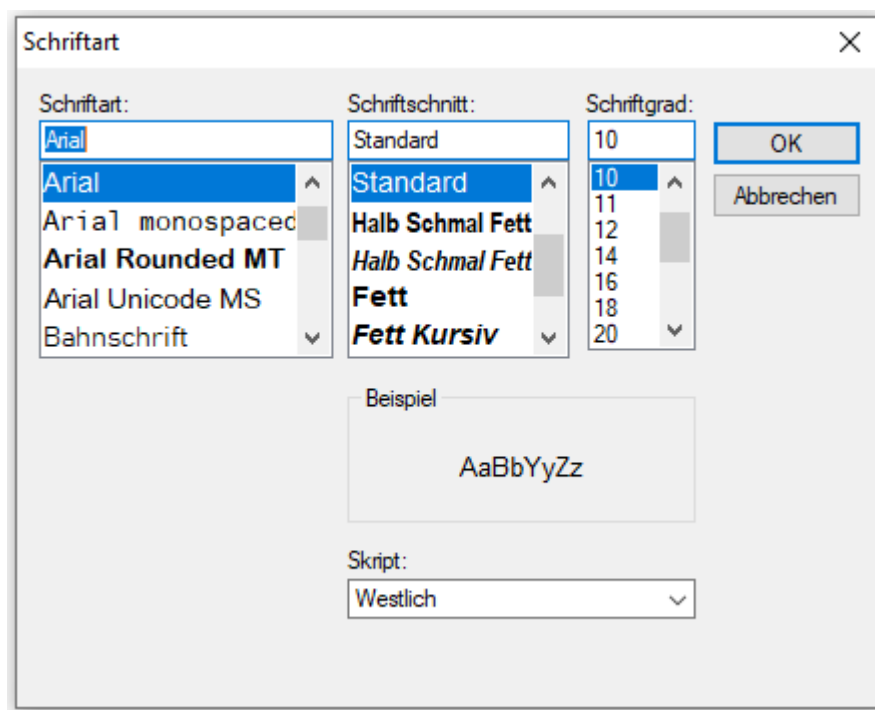 Schriftart
Schriftart:
Arial
Arial
Arial monospaced
Arial Rounded MT
Arial Unicode MS
Bahnschrift
Schriftschnitt:
Standard
Standard
Halb Schmal Fett
Halb Schmal Fett
Fett
Fett Kursiv
Schriftgrad:
10
10
11
12
14
16
18
20
OK
Abbrechen
Beispiel
AaBbYyZz
Skript:
Westlich